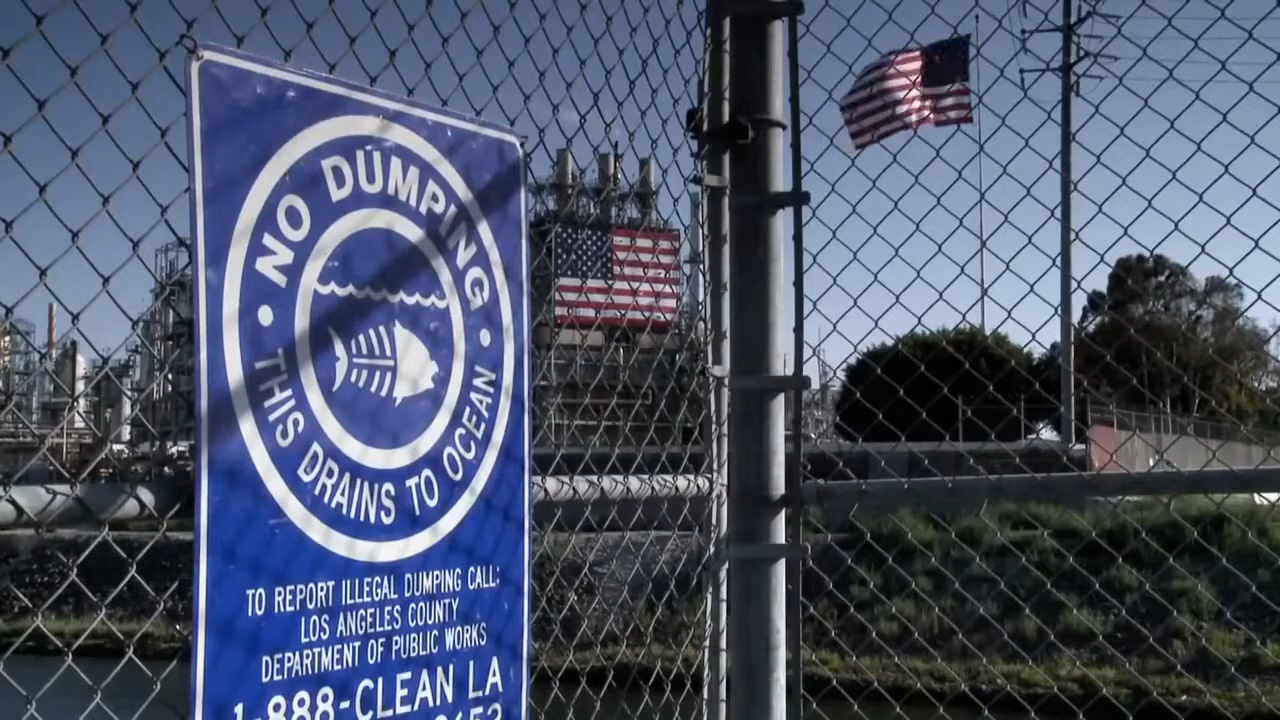 NO DUMPING
THIS DRAINS TO OCEAN
TO REPORT ILLEGAL DUMPING CALL:
LOS ANGELES COUNTY
DEPARTMENT OF PUBLIC WORKS
1-888-CLEAN LA